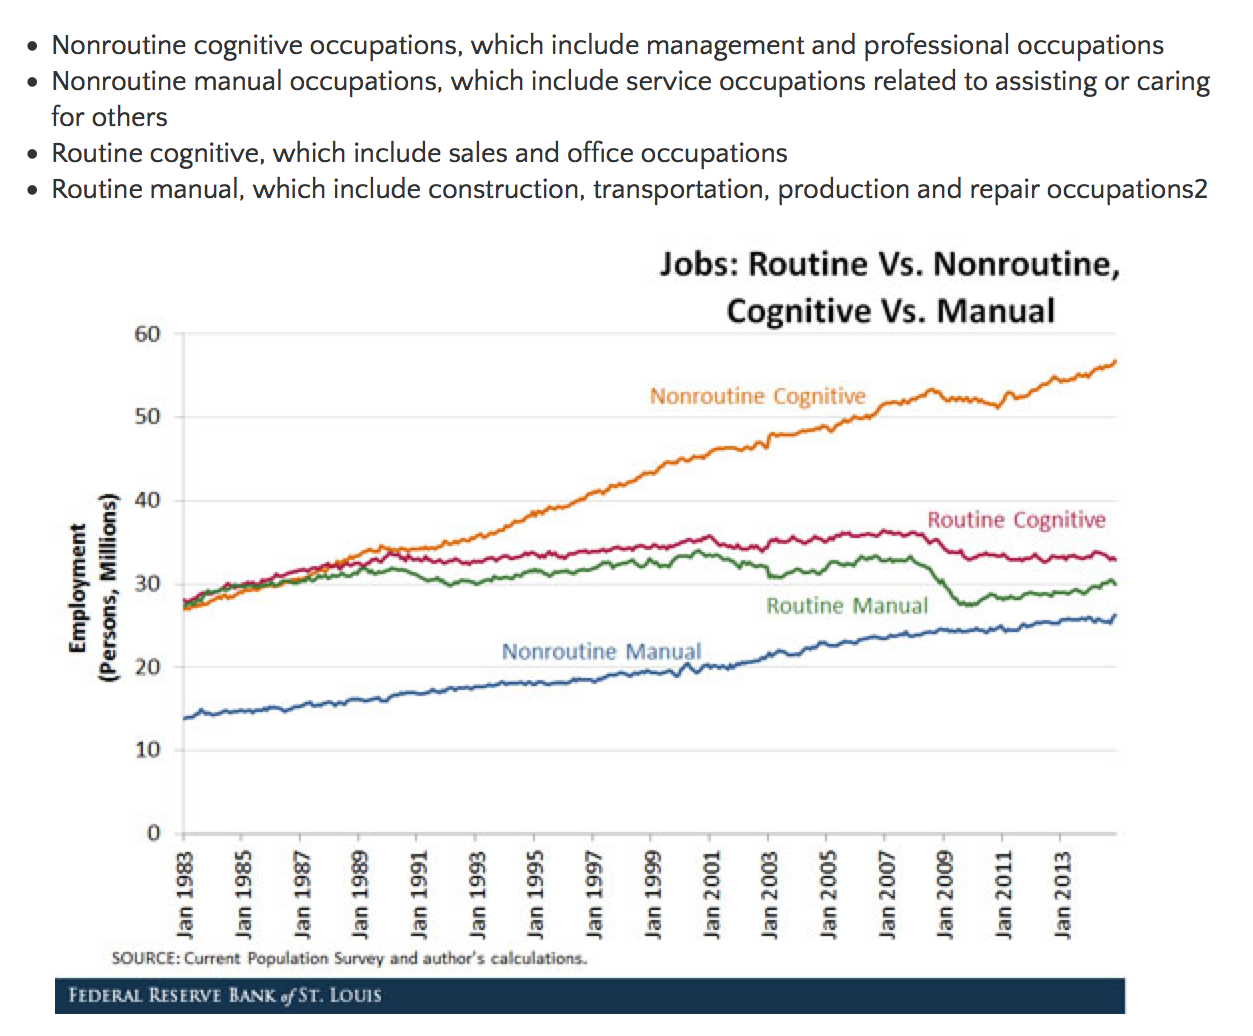 • Nonroutine cognitive occupations, which include management and professional occupations
• Nonroutine manual occupations, which include service occupations related to assisting or caring
for others
• Routine cognitive, which include sales and office occupations
• Routine manual, which include construction, transportation, production and repair occupations2
Jobs: Routine Vs. Nonroutine,
Cognitive Vs. Manual
60
50
40
30
20
10
0
Employment
(Persons, Millions)
Nonroutine Cognitive
Routine Cognitive
Routine Manual
Nonroutine Manual
Jan 1983
Jan 1985
Jan 1987
Jan 1989
Jan 1991
Jan 1993
Jan 1995
Jan 1997
Jan 1999
Jan 2001
Jan 2003
Jan 2005
Jan 2007
Jan 2009
Jan 2011
Jan 2013
SOURCE: Current Population Survey and author's calculations.
FEDERAL RESERVE BANK of ST. LOUIS